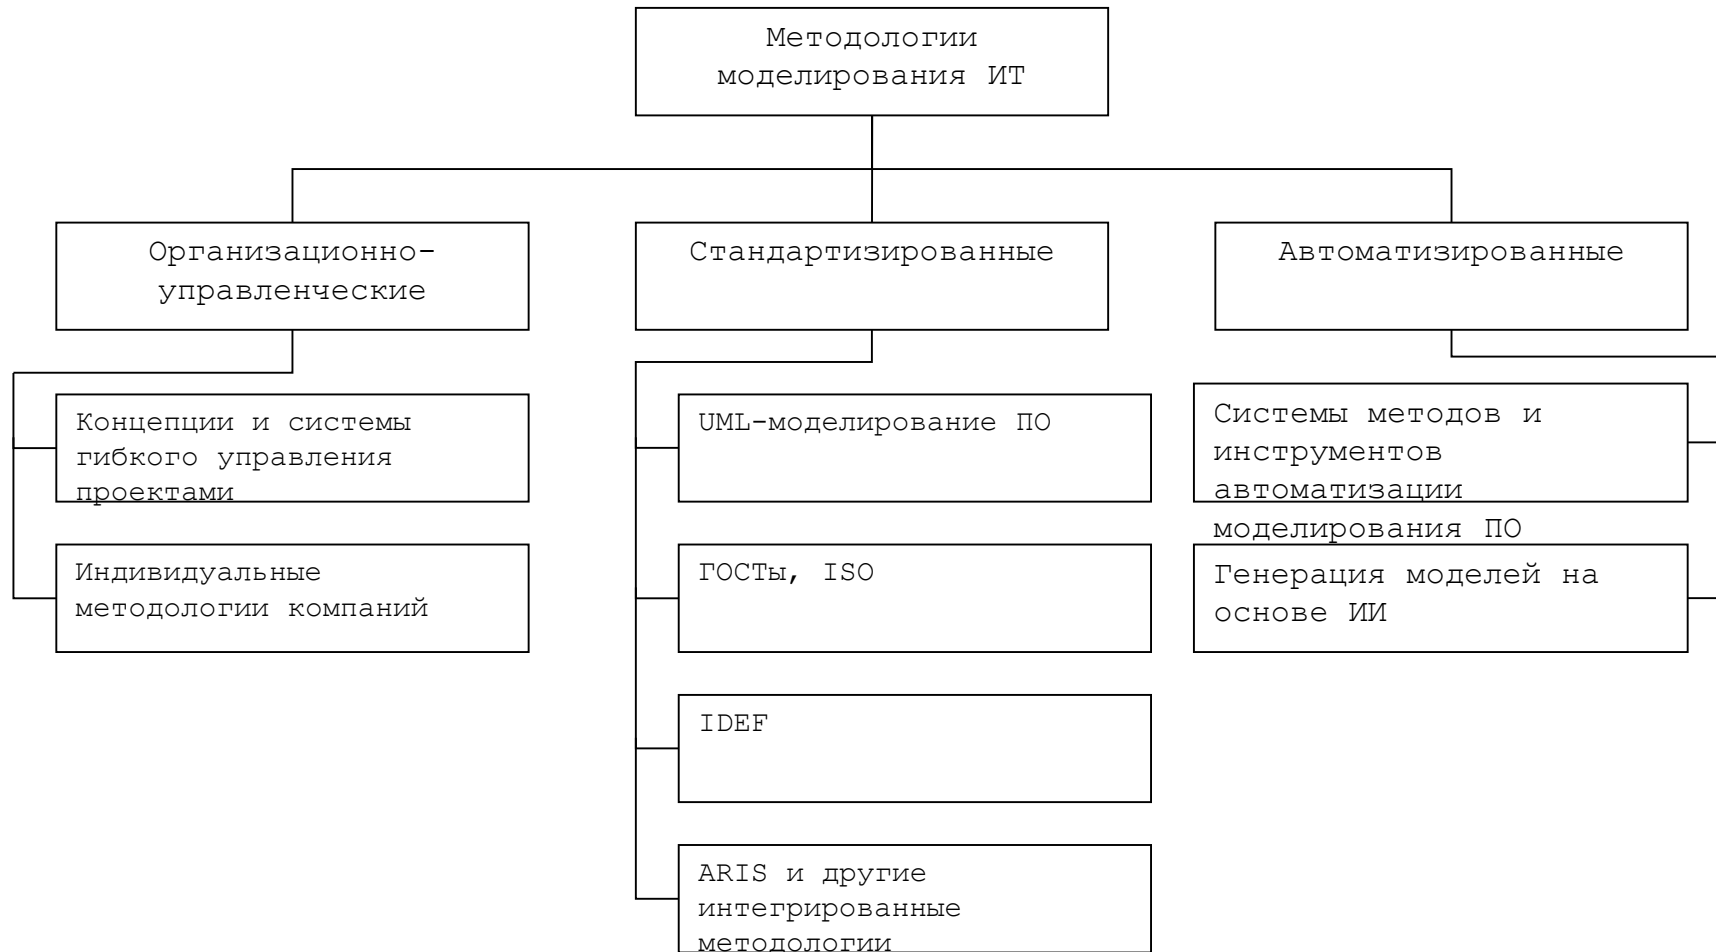 Методологии
моделирования ИТ
Организационно-
управленческие
Стандартизированные
Автоматизированные
Концепции и системы
гибкого управления
проектами
Индивидуальные
методологии компаний
UML-моделирование ПО
ГОСТы, ISO
IDEF
ARIS и другие
интегрированные
методологии
Системы методов и
инструментов
автоматизации
моделирования ПО
Генерация моделей на
основе ИИ